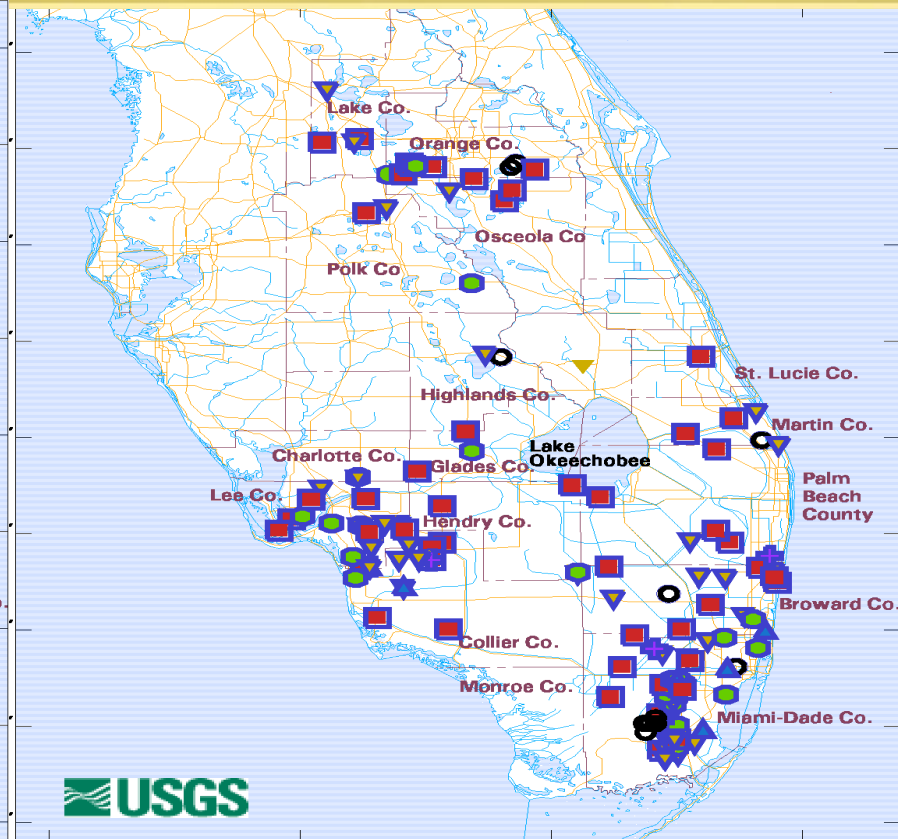 Lake Co.
Orange Co.
Osceola Co
Polk Co
St. Lucie Co.
Highlands Co.
Martin Co.
Lake
Okeechobee
Charlotte Co.
Glades Co.
Palm
Beach
County
Lee Co.
Hendry Co.
Broward Co.
Collier Co.
Monroe Co.
Miami-Dade Co.
USGS